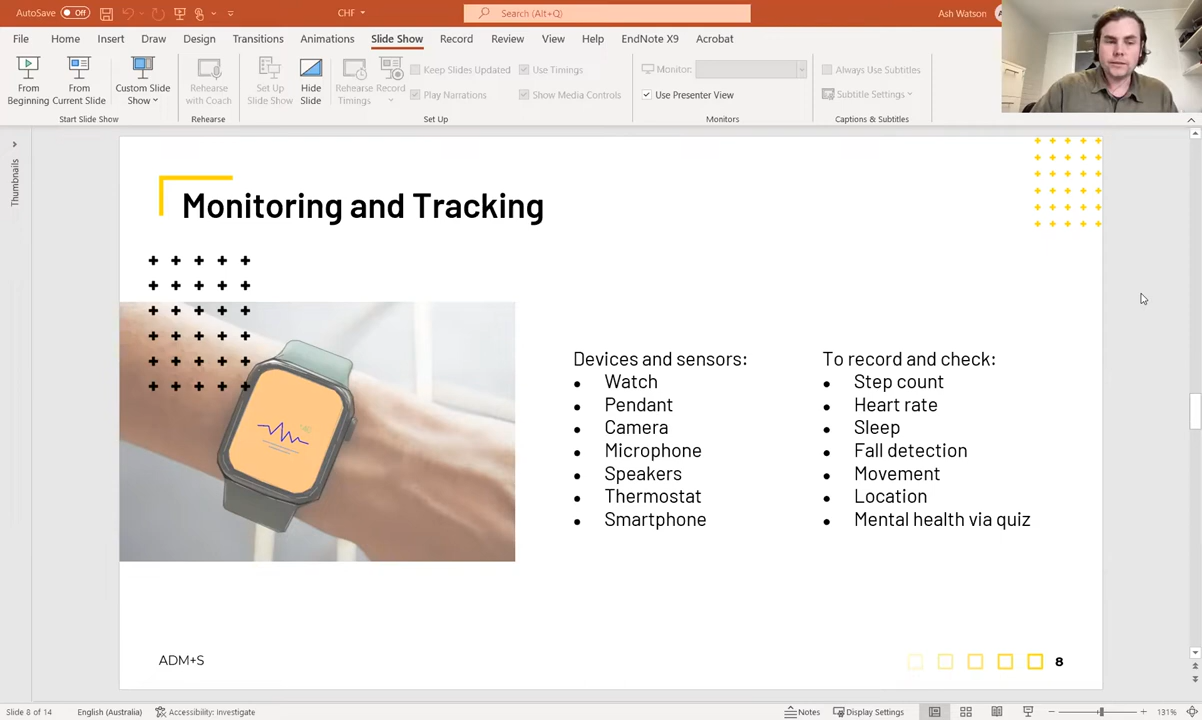 AutoSave Off
CHF
Search (Alt+Q)
Ash Watson
File Home Insert Draw Design Transitions Animations Slide Show Record Review View Help EndNote X9 Acrobat
From Beginning
From Current Slide
Custom Slide Show
Rehearse with Coach
Set Up Slide Show
Hide Slide
Rehearse Timings
Record
Keep Slides Updated
Play Narrations
Use Timings
Show Media Controls
Monitor:
Use Presenter View
Always Use Subtitles
Subtitle Settings
Start Slide Show
Rehearse
Set Up
Monitors
Captions & Subtitles
Thumbnails
Monitoring and Tracking
Devices and sensors:
• Watch
• Pendant
• Camera
• Microphone
• Speakers
• Thermostat
• Smartphone
To record and check:
• Step count
• Heart rate
• Sleep
• Fall detection
• Movement
• Location
• Mental health via quiz
ADM+S
8
Slide 8 of 14
English (Australia)
Accessibility: Investigate
Notes
Display Settings
131%